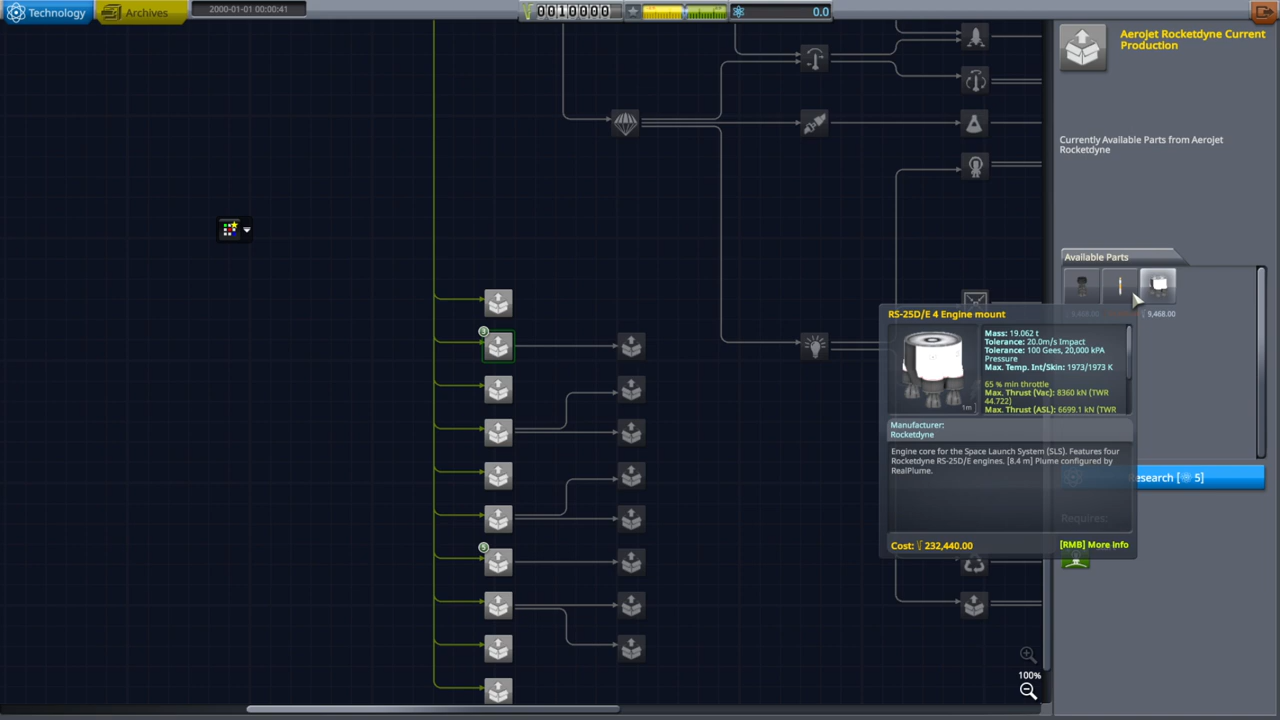 Technology
Archives
2000-01-01 00:00:41
0010000
0.0
Aerojet Rocketdyne Current
Production
Currently Available Parts from Aerojet
Rocketdyne
Available Parts
9,468.00
RS-25D/E 4 Engine mount
Mass: 19.062 t
Tolerance: 20.0m/s Impact
Tolerance: 100 Gees, 20,000 kPA
Pressure
Max. Temp. Int/Skin: 1973/1973 K
65 % min throttle
Max. Thrust (Vac): 8360 kN (TWR
44.722)
Max. Thrust (ASL): 6699.1 kN (TWR
1m
Manufacturer:
Rocketdyne
Engine core for the Space Launch System (SLS). Features four
Rocketdyne RS-25D/E engines. [8.4 m] Plume configured by
RealPlume.
Cost: 232,440.00
[RMB] More Info
esearch [ 5]
Requires:
3
5
100%